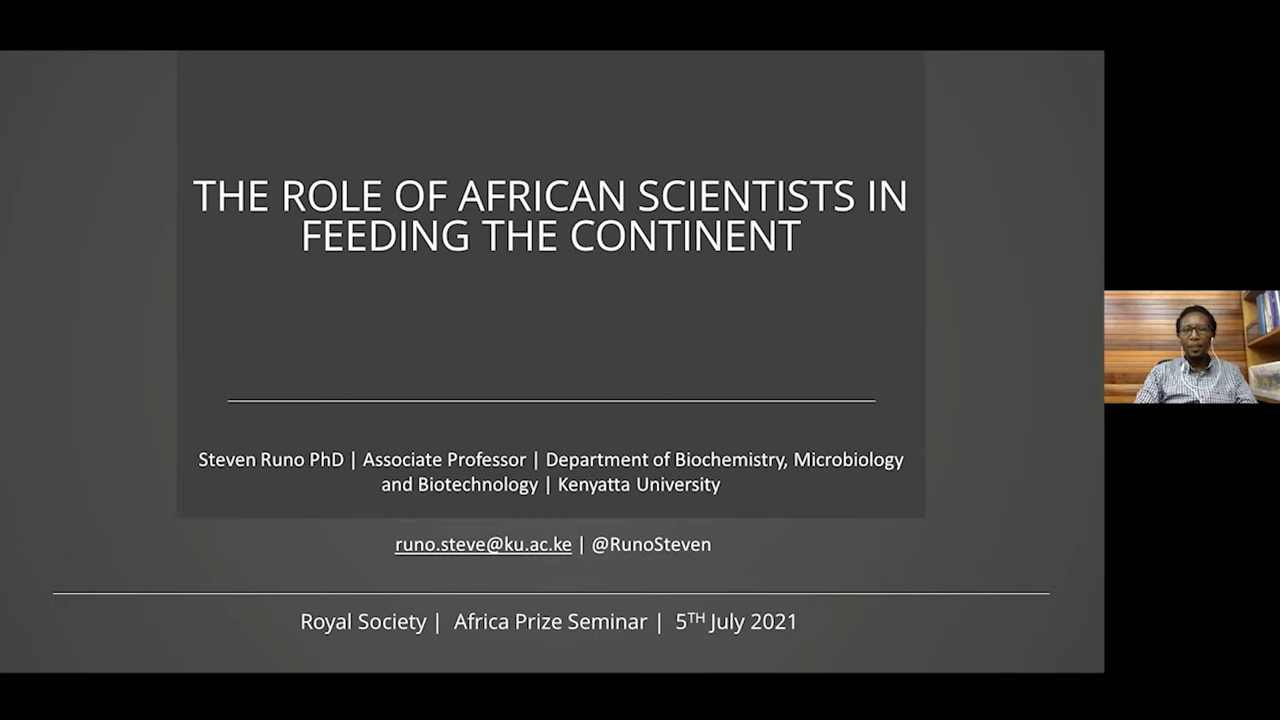 THE ROLE OF AFRICAN SCIENTISTS IN
FEEDING THE CONTINENT
Steven Runo PhD | Associate Professor | Department of Biochemistry, Microbiology
and Biotechnology | Kenyatta University
runo.steve@ku.ac.ke | @RunoSteven
Royal Society | Africa Prize Seminar | 5TH July 2021